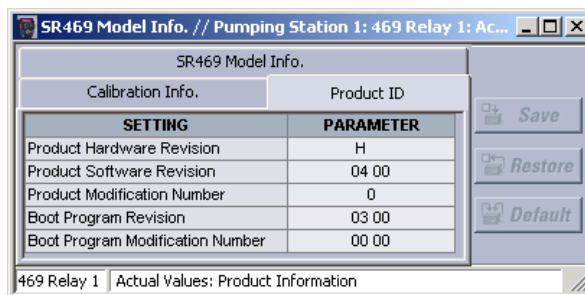 SR469 Model Info. // Pumping Station 1: 469 Relay 1: Ac...
SR469 Model Info.
Calibration Info. Product ID
SETTING PARAMETER
Product Hardware Revision H
Product Software Revision 04 00
Product Modification Number 0
Boot Program Revision 03 00
Boot Program Modification Number 00 00
Save
Restore
Default
469 Relay 1 Actual Values: Product Information